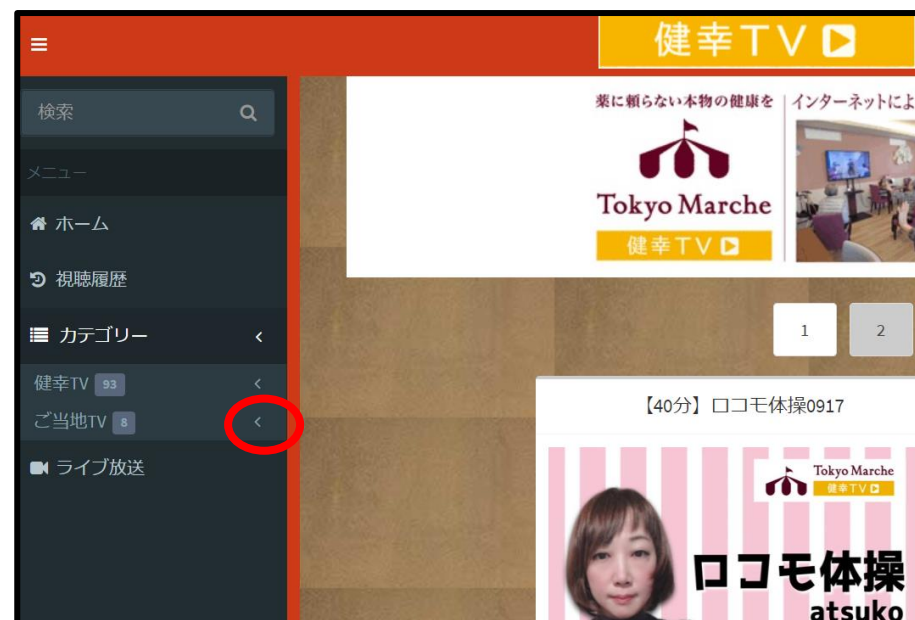 健幸TV
検索
メニュー
ホーム
視聴履歴
カテゴリー
健幸TV 93
ご当地TV 8
ライブ放送
薬に頼らない本物の健康を
インターネットによ
Tokyo Marche
健幸TV
1
2
【40分】ロコモ体操0917
Tokyo Marche
健幸TV
ロコモ体操
atsuko